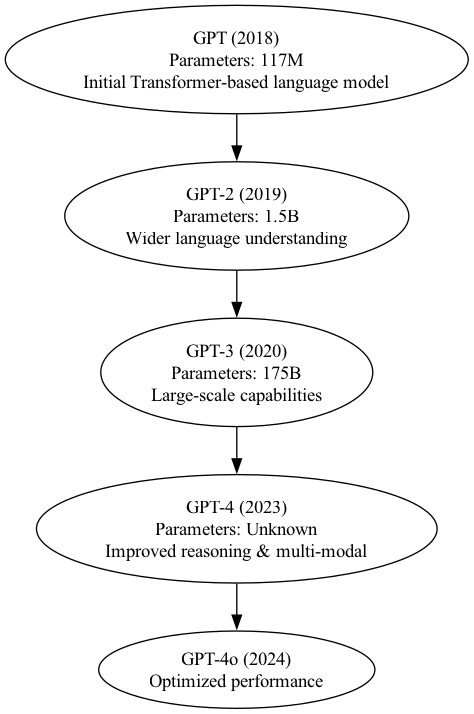 GPT (2018)
Parameters: 117M
Initial Transformer-based language model
GPT-2 (2019)
Parameters: 1.5B
Wider language understanding
GPT-3 (2020)
Parameters: 175B
Large-scale capabilities
GPT-4 (2023)
Parameters: Unknown
Improved reasoning & multi-modal
GPT-4o (2024)
Optimized performance